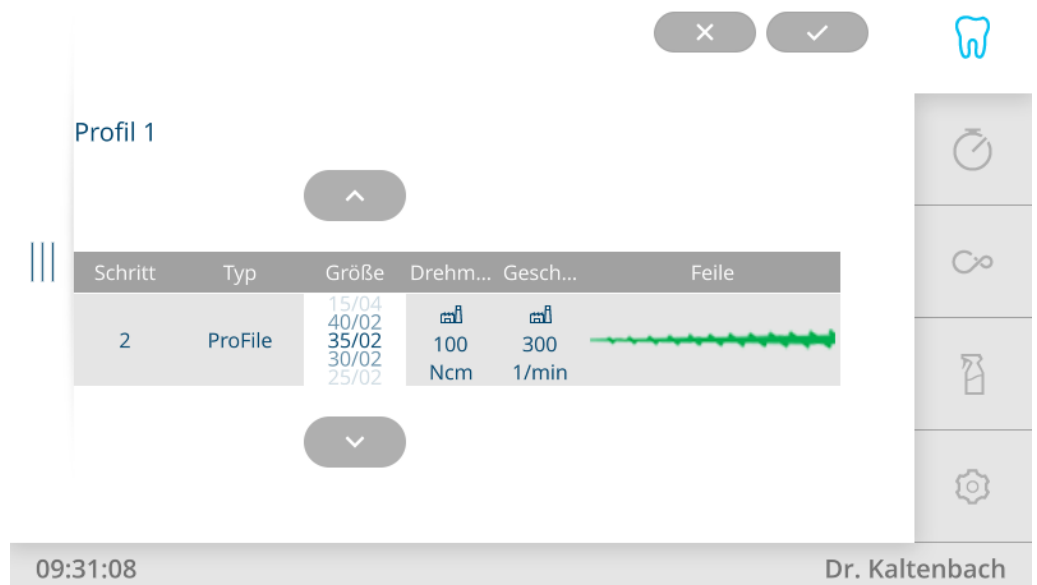 Profil 1
Schritt Typ Größe Drehm... Gesch... Feile
15/04
40/02
2 ProFile 35/02 100 300
30/02
25/02
Ncm 1/min
09:31:08 Dr. Kaltenbach